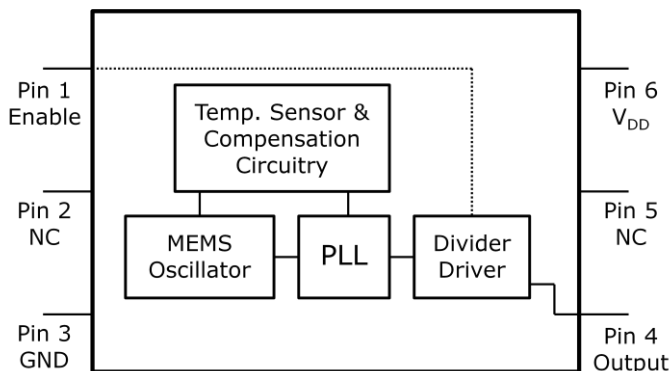 Pin 1
Enable
Temp. Sensor &
Compensation
Circuitry
Pin 6
VDD
Pin 2
NC
MEMS
Oscillator
PLL
Divider
Driver
Pin 5
NC
Pin 3
GND
Pin 4
Output